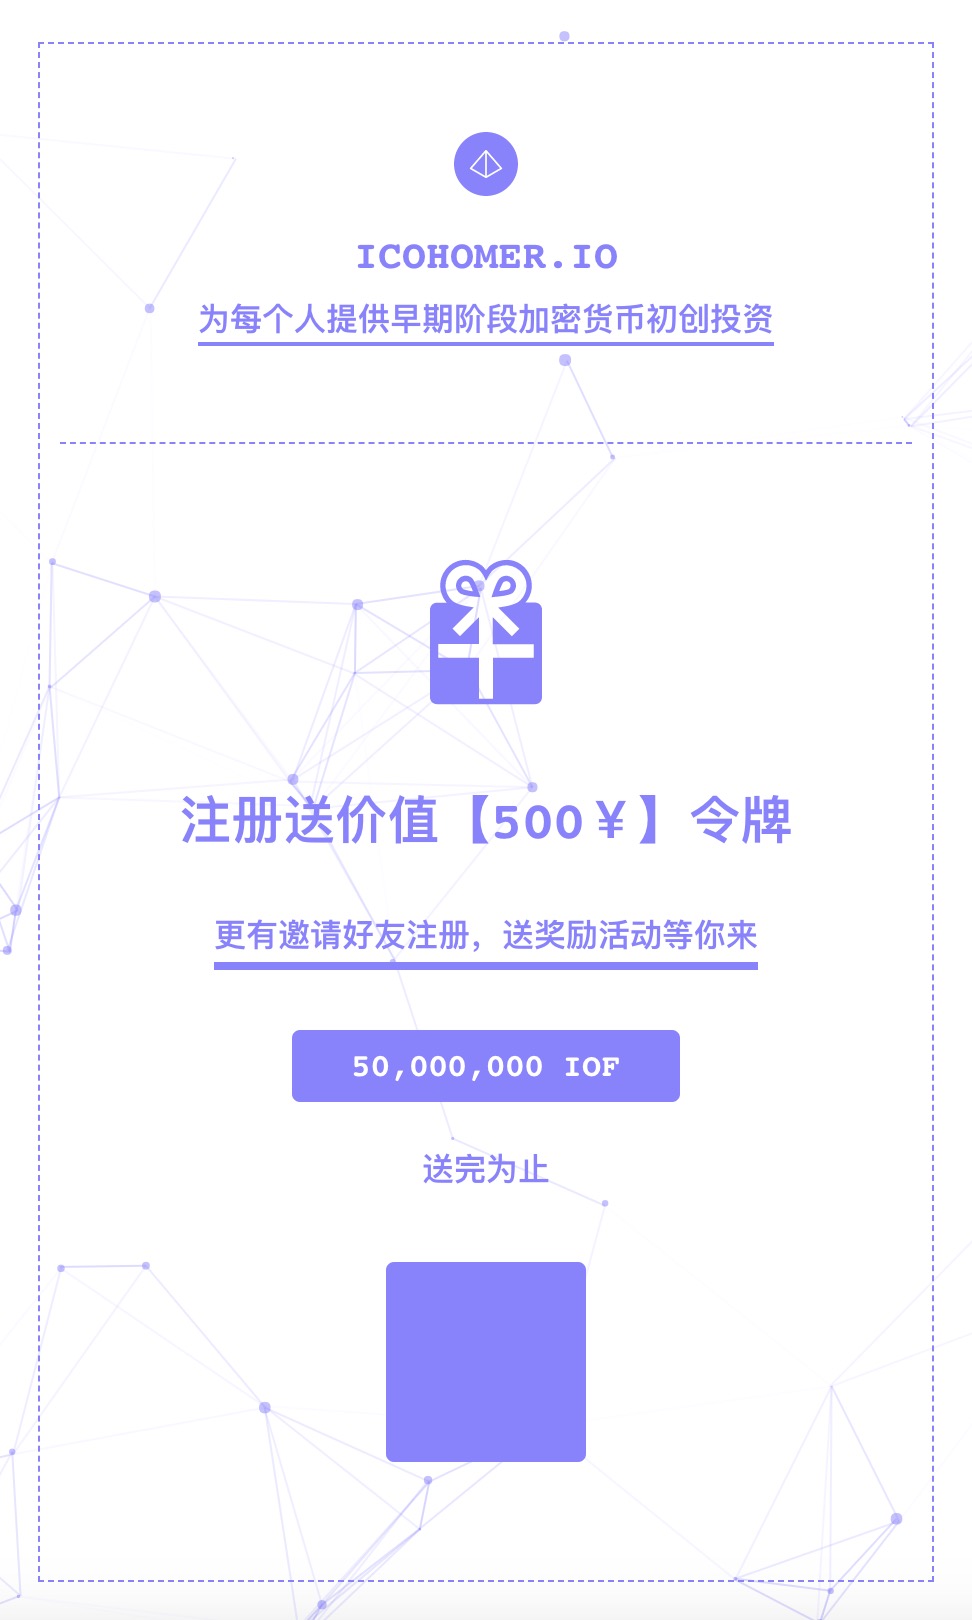 ICOHOMER.IO
为每个人提供早期阶段加密货币初创投资
注册送价值【500￥】令牌
更有邀请好友注册，送奖励活动等你来
50,000,000 IOF
送完为止